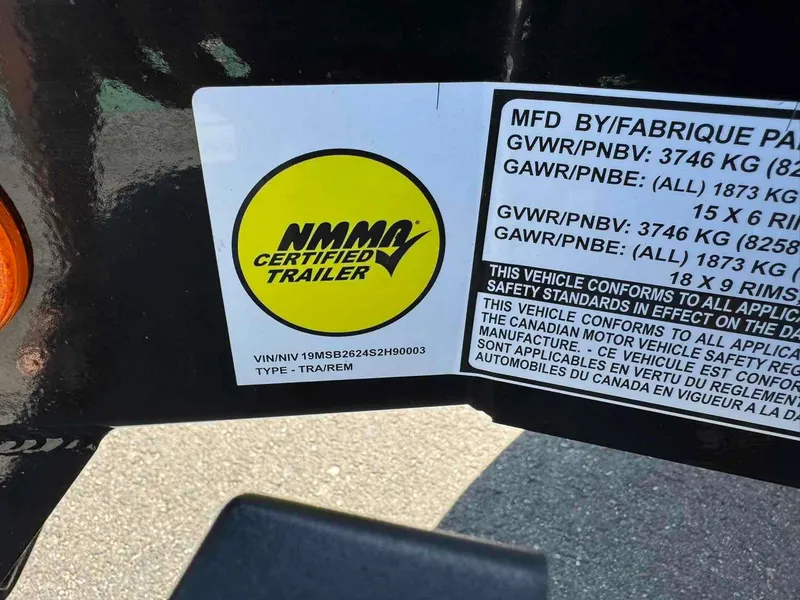 NMMA
CERTIFIED
TRAILER
VIN/NIV 19MSB2624S2H90003
TYPE - TRA/REM
MFD BY/FABRIQUE
GVWR/PNBV: 3746 KG (82
GAWR/PNBE: (ALL) 1873 KG
15 X 6
GVWR/PNBV: 3746 KG (8258
GAWR/PNBE: (ALL) 1873 KG (
18 X 9 RIMS
THIS VEHICLE CONFORMS TO ALL
SAFETY STANDARDS IN EFFECT ON THE
THIS VEHICLE CONFORMS TO ALL
THE CANADIAN MOTOR VEHICLE SAFETY
MANUFACTURE. - CE VEHICULE EST
SONT APPLICABLES EN VERTU DU REGLEMENT
AUTOMOBILES DU CANADA EN VIGUEUR A LA